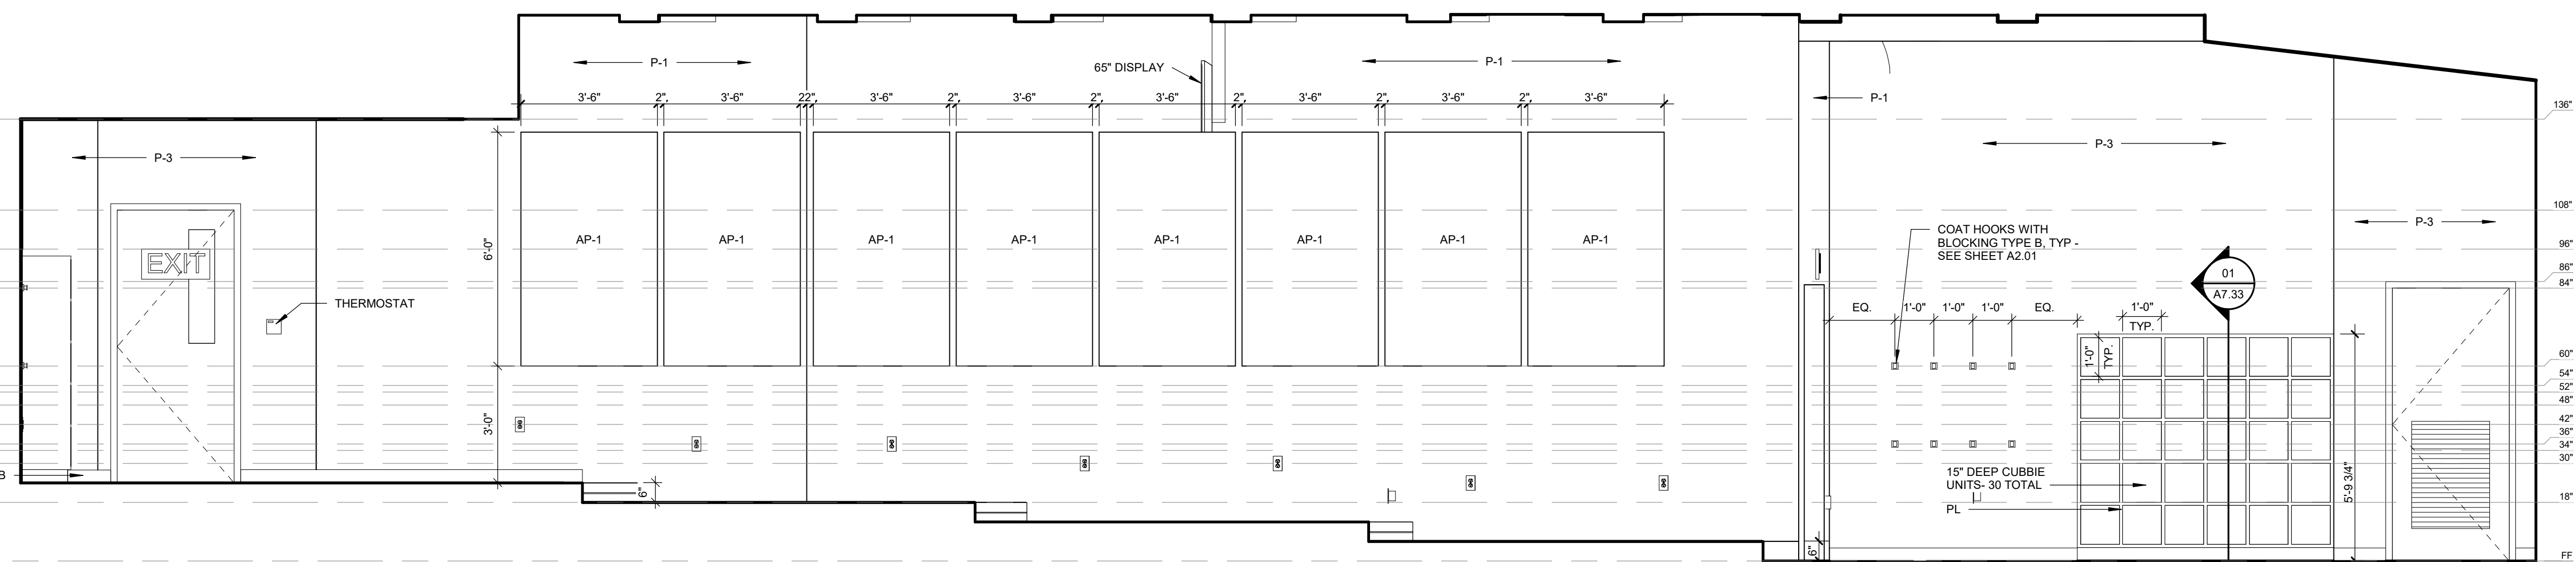 P-1
65" DISPLAY
P-1
3'-6"
2",
3'-6"
22",
3'-6"
2",
3'-6"
2",
3'-6"
2",
3'-6"
2",
3'-6"
2",
3'-6"
P-1
136"
P-3
P-3
108"
P-3
AP-1
AP-1
AP-1
AP-1
AP-1
AP-1
AP-1
AP-1
6'-0"
COAT HOOKS WITH
BLOCKING TYPE B, TYP -
SEE SHEET A2.01
96"
EXIT
01
A7.33
86"
84"
THERMOSTAT
EQ.
1'-0"
1'-0"
1'-0"
EQ.
1'-0"
TYP.
1'-0"
TYP.
60"
54"
52"
48"
3'-0"
42"
36"
34"
30"
B
15" DEEP CUBBIE
UNITS- 30 TOTAL
PL
5'-9 3/4"
18"
6"
6"
FF